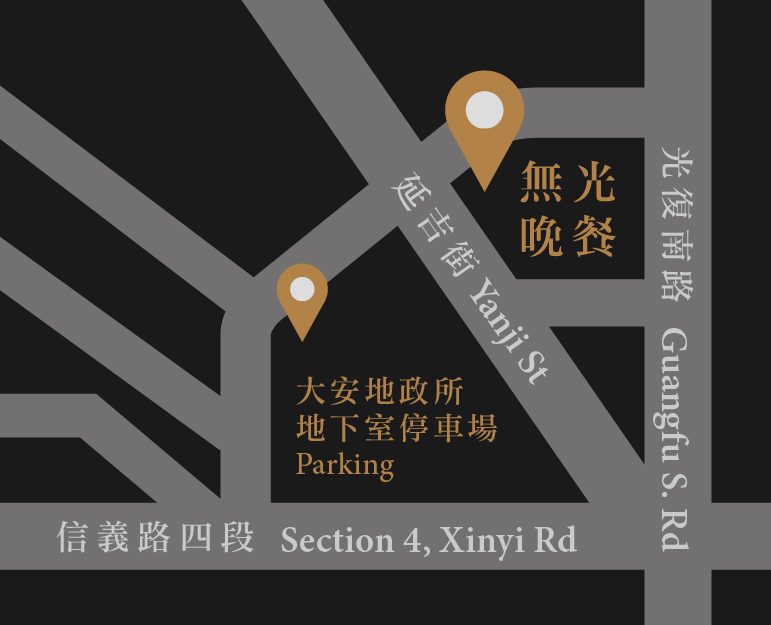 無光
晚餐
延吉街 Yanji St
光復南路 Guangfu S. Rd
大安地政所
地下室停車場
Parking
信義路四段 Section 4, Xinyi Rd